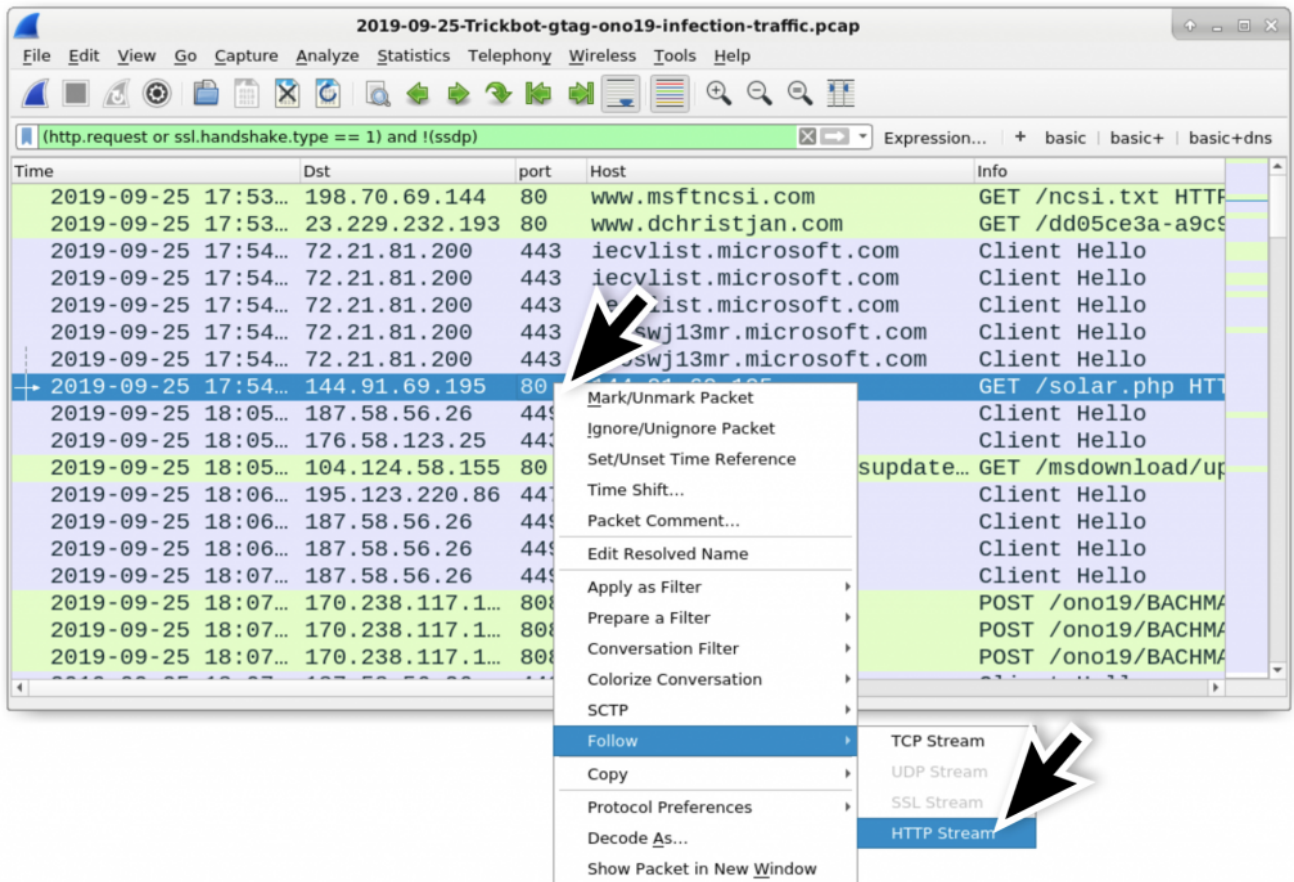 2019-09-25-Trickbot-gtag-ono19-infection-traffic.pcap
File Edit View Go Capture Analyze Statistics Telephony Wireless Tools Help
(http.request or ssl.handshake.type == 1) and !(ssdp) Expression... + basic basic+ basic+dns
Time Dst port Host Info
2019-09-25 17:53… 198.70.69.144 80 www.msftncsi.com GET /ncsi.txt HTTP
2019-09-25 17:53… 23.229.232.193 80 www.dchristjan.com GET /dd05ce3a-a9c9
2019-09-25 17:54… 72.21.81.200 443 iecvlist.microsoft.com Client Hello
2019-09-25 17:54… 72.21.81.200 443 iecvlist.microsoft.com Client Hello
2019-09-25 17:54… 72.21.81.200 443 list.microsoft.com Client Hello
2019-09-25 17:54… 72.21.81.200 443 swj13mr.microsoft.com Client Hello
2019-09-25 17:54… 72.21.81.200 443 swj13mr.microsoft.com Client Hello
2019-09-25 17:54… 144.91.69.195 80 GET /solar.php HTT
Mark/Unmark Packet
2019-09-25 18:05… 187.58.56.26 449 Client Hello
Ignore/Unignore Packet
2019-09-25 18:05… 176.58.123.25 443 Client Hello
Set/Unset Time Reference
2019-09-25 18:05… 104.124.58.155 80 supdate… GET /msdownload/up
Time Shift...
2019-09-25 18:06… 195.123.220.86 447 Client Hello
Packet Comment...
2019-09-25 18:06… 187.58.56.26 449 Client Hello
2019-09-25 18:06… 187.58.56.26 449 Client Hello
Edit Resolved Name
2019-09-25 18:07… 187.58.56.26 449 Client Hello
Apply as Filter
2019-09-25 18:07… 170.238.117.1… 808 POST /ono19/BACHMA
Prepare a Filter
2019-09-25 18:07… 170.238.117.1… 808 POST /ono19/BACHMA
Conversation Filter
2019-09-25 18:07… 170.238.117.1… 808 POST /ono19/BACHMA
Colorize Conversation
SCTP
Follow
TCP Stream
Copy
UDP Stream
Protocol Preferences
SSL Stream
Decode As...
HTTP Stream
Show Packet in New Window